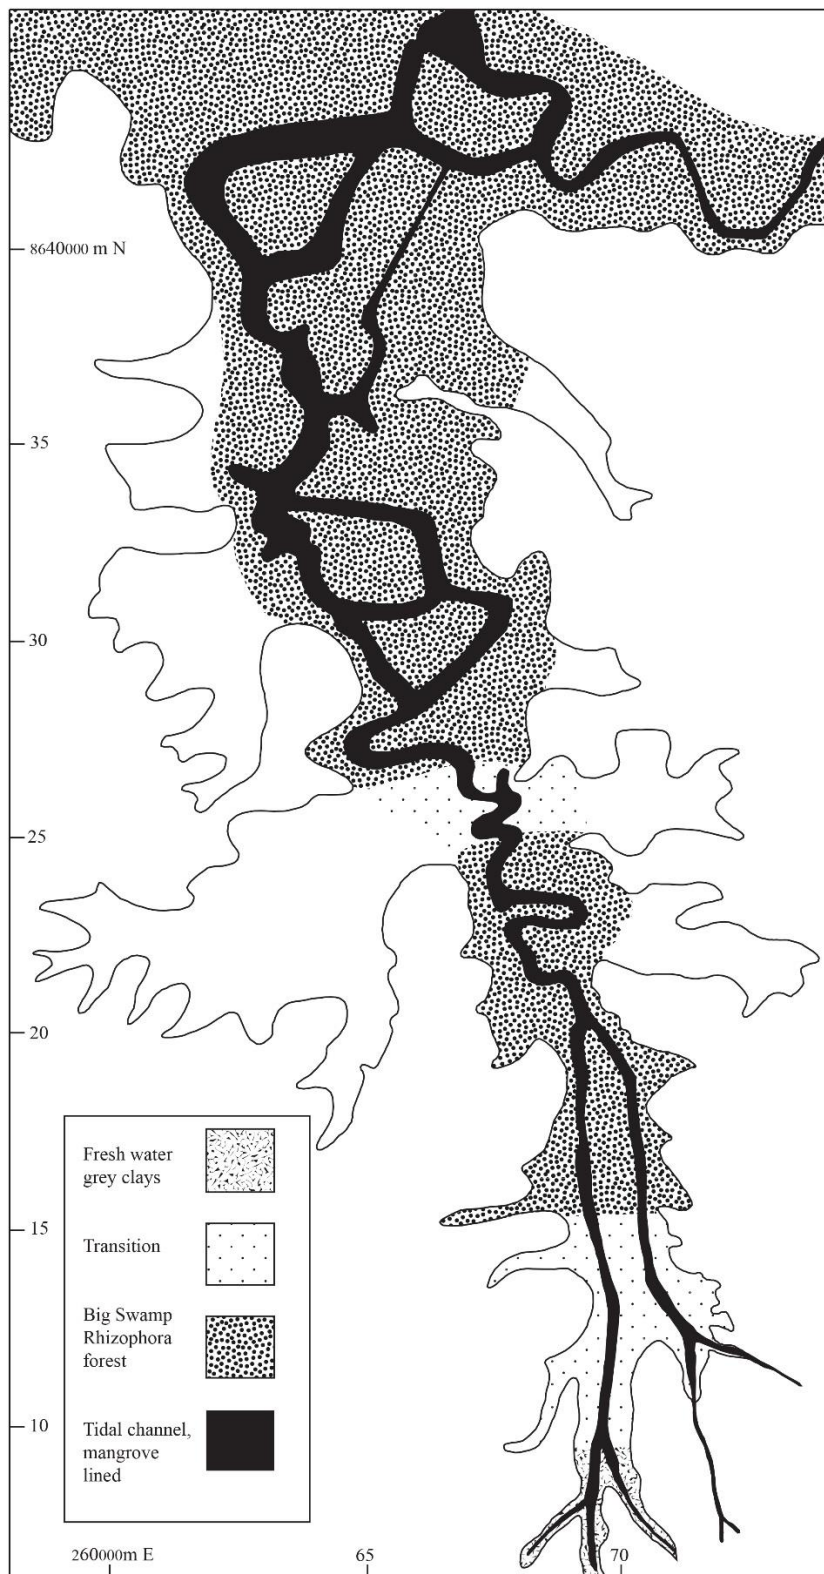 8640000 m N
35
30
25
20
Fresh water
grey clays
Transition
Big Swamp
Rhizophora
forest
Tidal channel,
mangrove
lined
15
10
260000m E
65
70